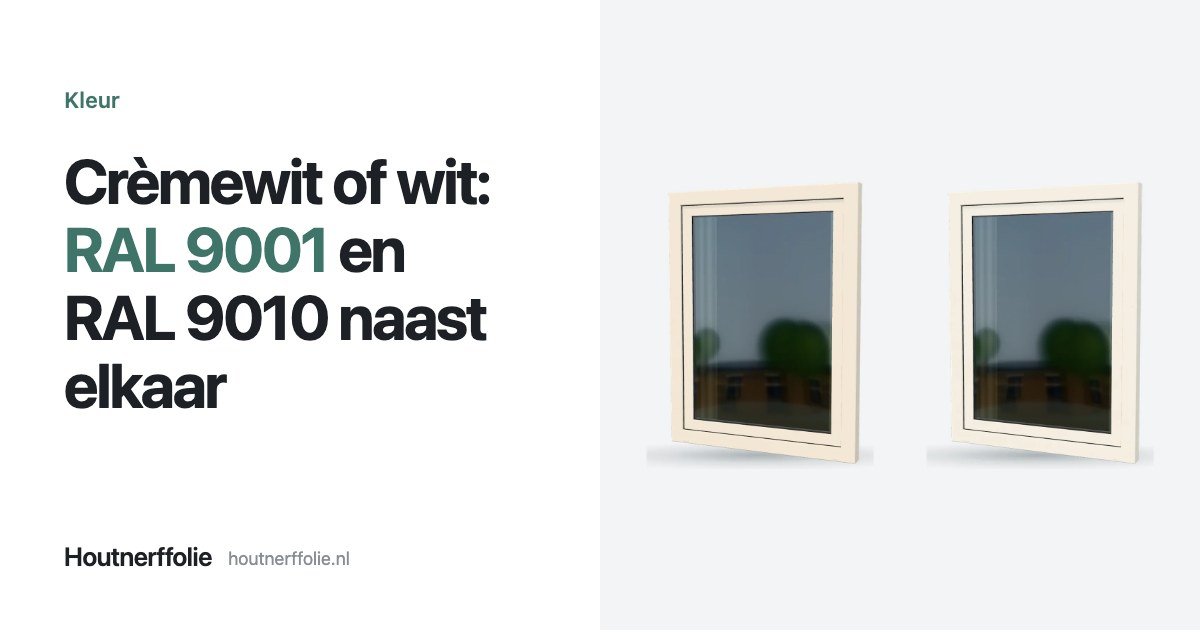 Kleur
Crèmewit of wit:
RAL 9001 en
RAL 9010 naast
elkaar
Houtnerffolie houtnerffolie.nl